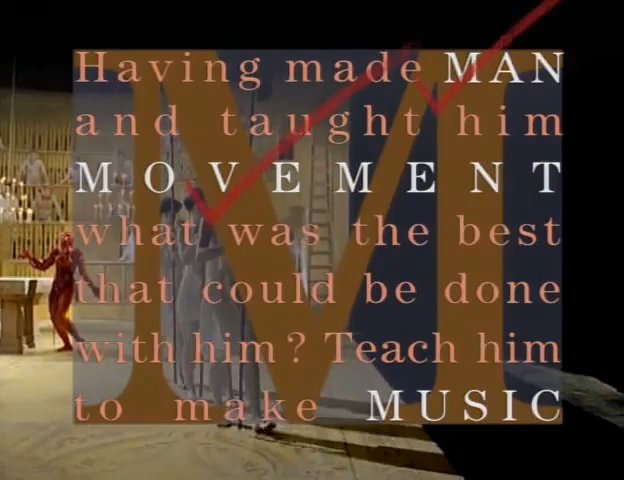 Having made MAN
and taught him
MOVEMENT
what was the best
that could be done
with him? Teach him
to make MUSIC
M